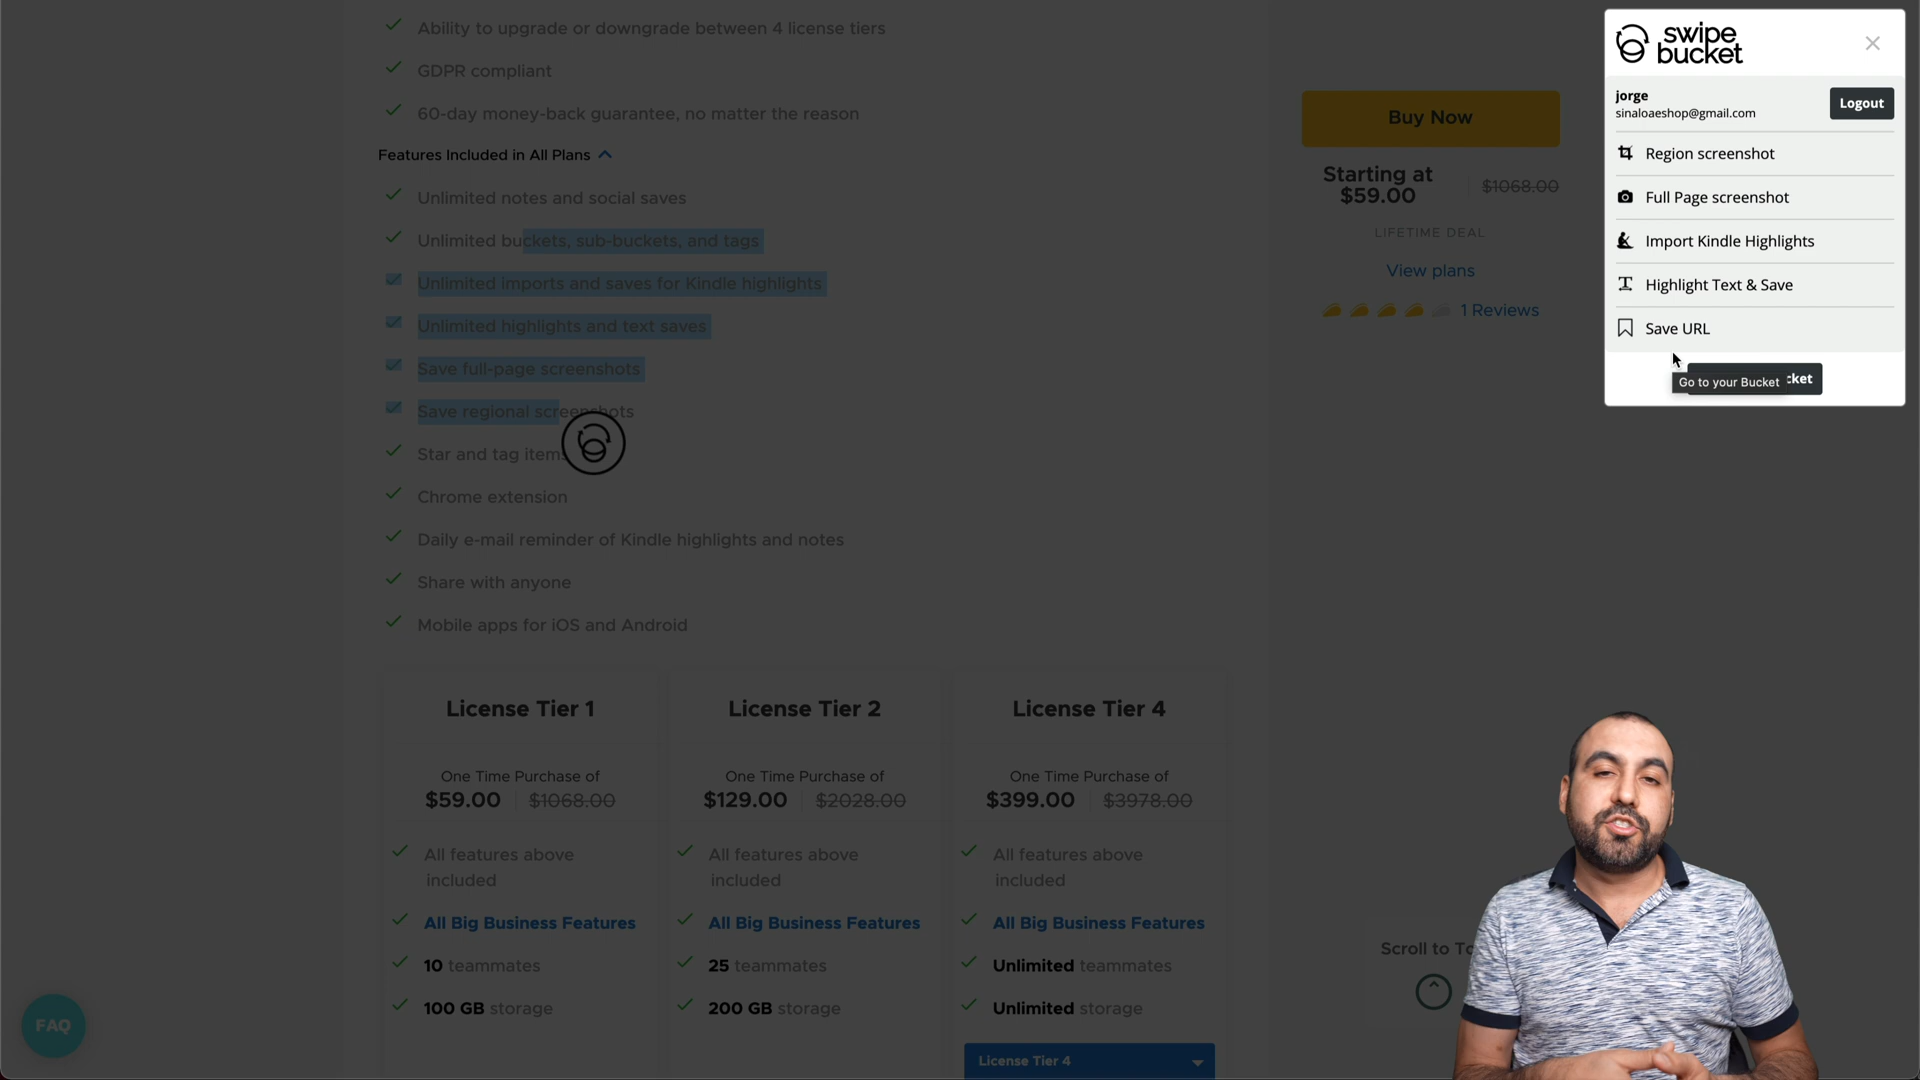 Ability to upgrade or downgrade between 4 license tiers
GDPR compliant
60-day money-back guarantee, no matter the reason
Features Included in All Plans
Unlimited notes and social saves
Unlimited buckets, sub-buckets, and tags
Unlimited imports and saves for Kindle highlights
Unlimited highlights and text saves
Save full-page screenshots
Save regional screenshots
Star and tag items
Chrome extension
Daily e-mail reminder of Kindle highlights and notes
Share with anyone
Mobile apps for iOS and Android
License Tier 1
One Time Purchase of
$59.00 $1068.00
All features above
included
All Big Business Features
10 teammates
100 GB storage
License Tier 2
One Time Purchase of
$129.00 $2028.00
All features above
included
All Big Business Features
25 teammates
200 GB storage
License Tier 4
One Time Purchase of
$399.00 $3978.00
All features above
included
All Big Business Features
Unlimited teammates
Unlimited storage
License Tier 4
Buy Now
Starting at
$59.00 $1068.00
LIFETIME DEAL
View plans
1 Reviews
swipe
bucket
jorge
sinaloaeshop@gmail.com
Logout
Region screenshot
Full Page screenshot
Import Kindle Highlights
Highlight Text & Save
Save URL
Go to your Bucket
Scroll to
FAQ